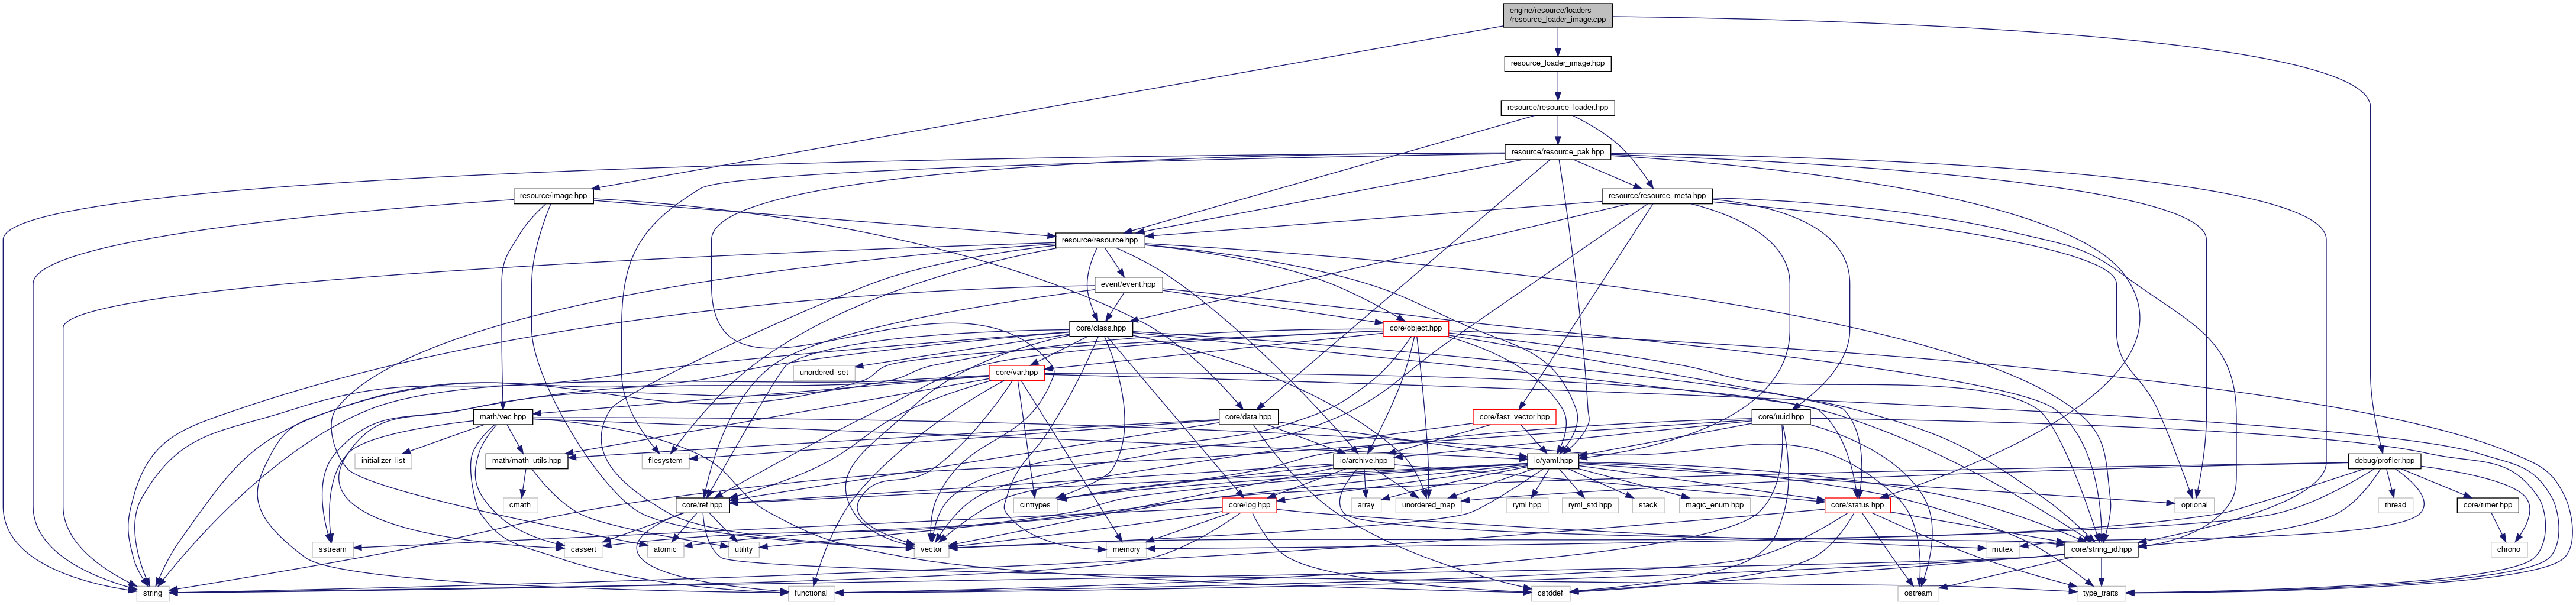 engine/resource/loaders
/resource_loader_image.cpp
resource_loader_image.hpp
resource/resource_loader.hpp
resource/resource_pak.hpp
resource/image.hpp
resource/resource_meta.hpp
resource/resource.hpp
event/event.hpp
core/class.hpp
core/object.hpp
unordered_set
core/var.hpp
math/vec.hpp
core/data.hpp
core/fast_vector.hpp
core/uuid.hpp
initializer_list
math/math_utils.hpp
filesystem
io/archive.hpp
io/yaml.hpp
debug/profiler.hpp
cmath
core/ref.hpp
cinttypes
core/log.hpp
array
unordered_map
ryml.hpp
ryml_std.hpp
stack
magic_enum.hpp
core/status.hpp
optional
thread
core/timer.hpp
sstream
cassert
atomic
utility
vector
memory
mutex
core/string_id.hpp
chrono
string
functional
cstddef
ostream
type_traits